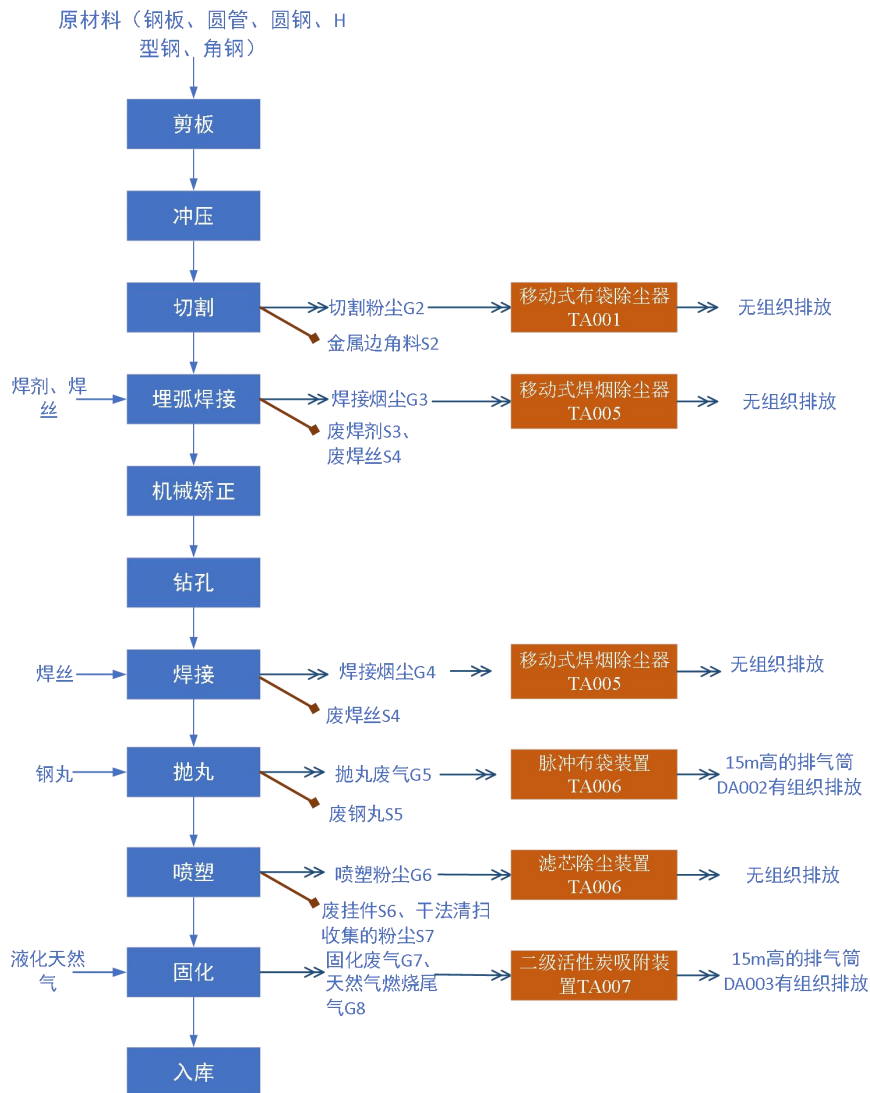 原材料（钢板、圆管、圆钢、H
型钢、角钢）
剪板
冲压
切割
切割粉尘G2
移动式布袋除尘器
TA001
无组织排放
金属边角料S2
焊剂、焊
丝
埋弧焊接
焊接烟尘G3
移动式焊烟除尘器
TA005
无组织排放
废焊剂S3、
废焊丝S4
机械矫正
钻孔
焊丝
焊接
焊接烟尘G4
移动式焊烟除尘器
TA005
无组织排放
废焊丝S4
钢丸
抛丸
抛丸废气G5
脉冲布袋装置
TA006
15m高的排气筒
DA002有组织排放
废钢丸S5
喷塑
喷塑粉尘G6
滤芯除尘装置
TA006
无组织排放
废挂件S6、干法清扫
收集的粉尘S7
液化天然
气
固化
固化废气G7、
天然气燃烧尾
气G8
二级活性炭吸附装
置TA007
15m高的排气筒
DA003有组织排放
入库